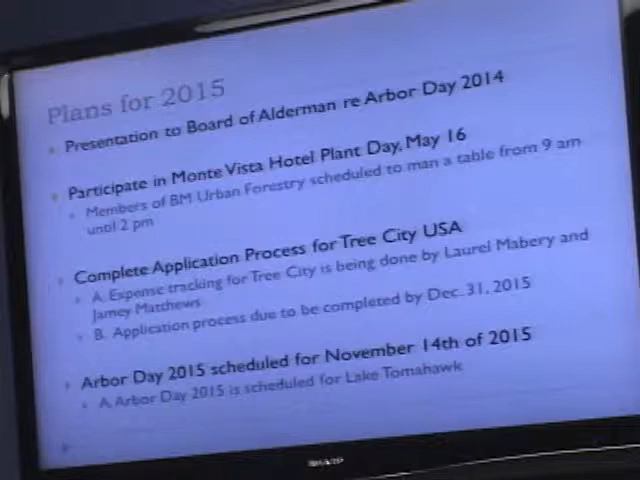 Plans for 2015
Presentation to Board of Alderman re Arbor Day 2014
Participate in Monte Vista Hotel Plant Day, May 16
Members of BM Urban Forestry scheduled to man a table from 9 am
until 2 pm
Complete Application Process for Tree City USA
A. Expense tracking for Tree City is being done by Laurel Mabery and
Jamey Matthews
B. Application process due to be completed by Dec. 31, 2015
Arbor Day 2015 scheduled for November 14th of 2015
A. Arbor Day 2015 is scheduled for Lake Tomahawk
SHARP